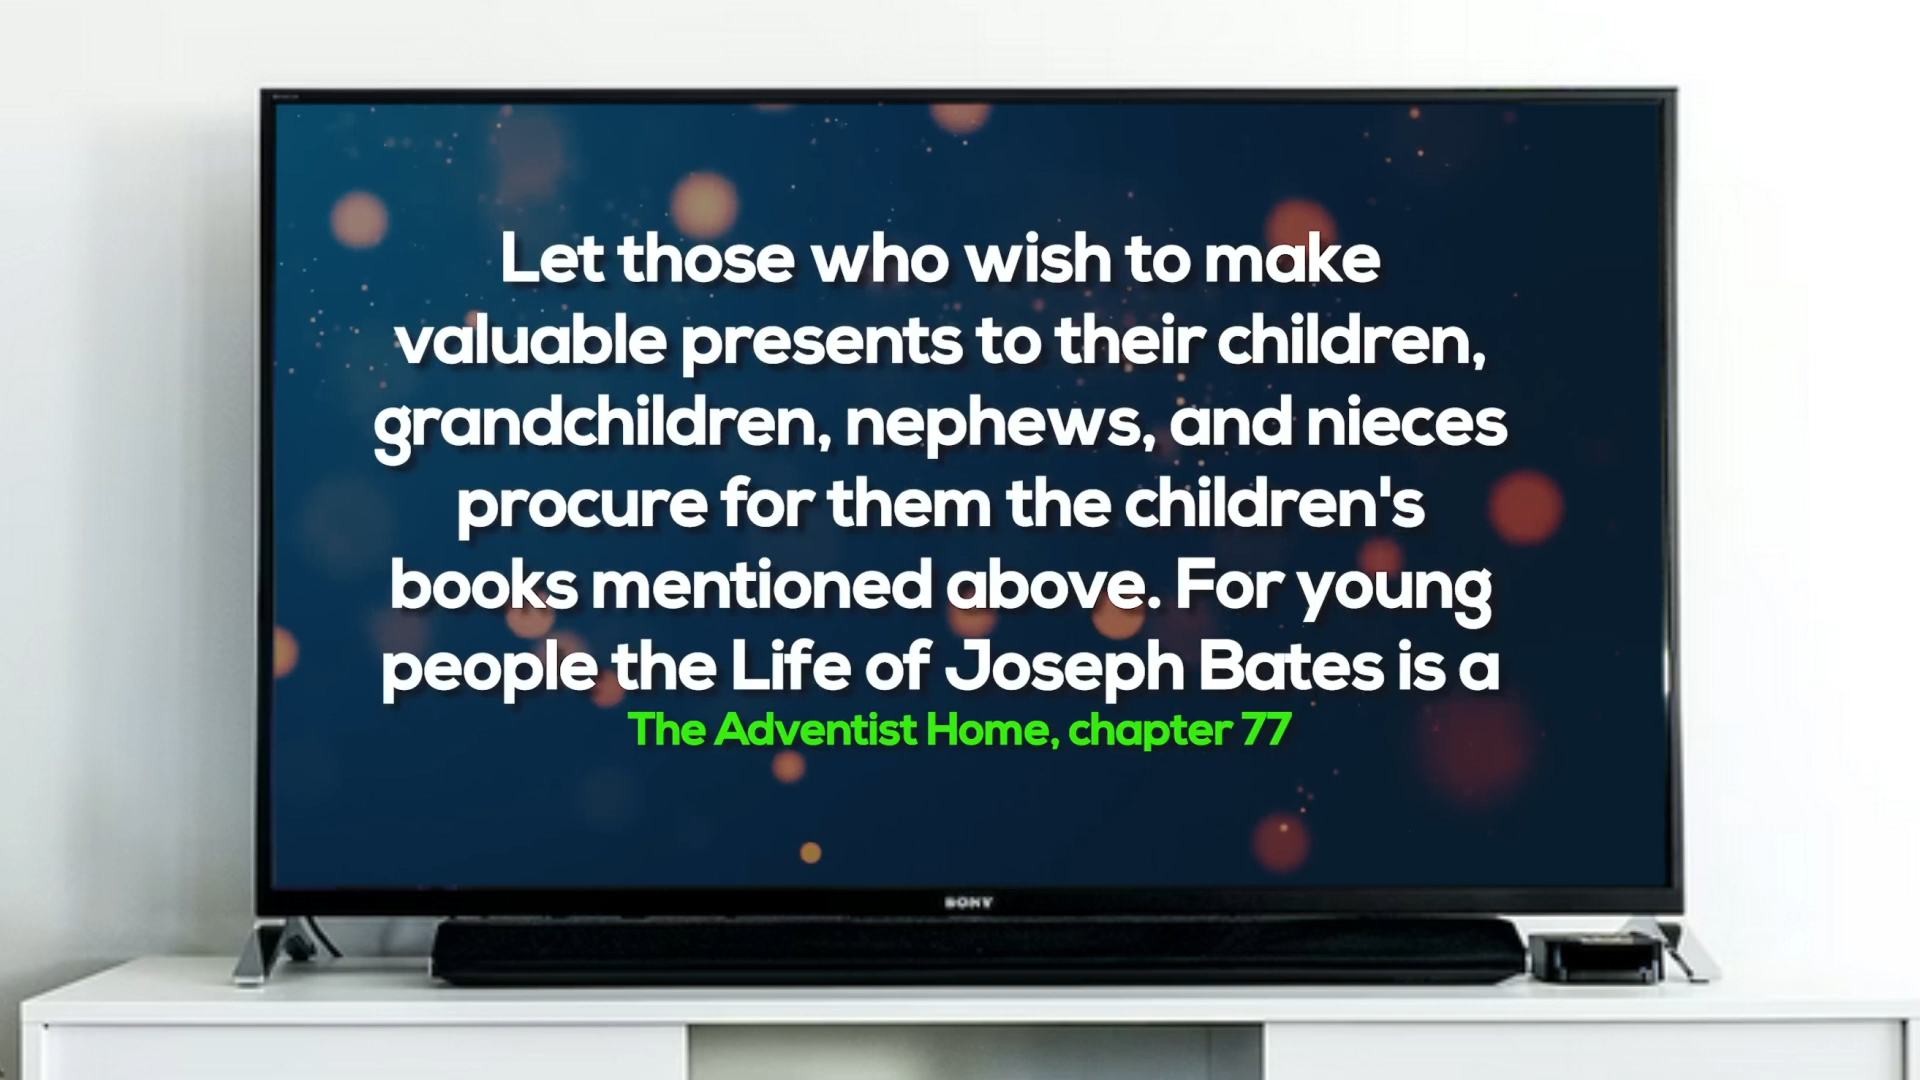 Let those who wish to make
valuable presents to their children,
grandchildren, nephews, and nieces
procure for them the children's
books mentioned above. For young
people the Life of Joseph Bates is a
The Adventist Home, chapter 77
SONY